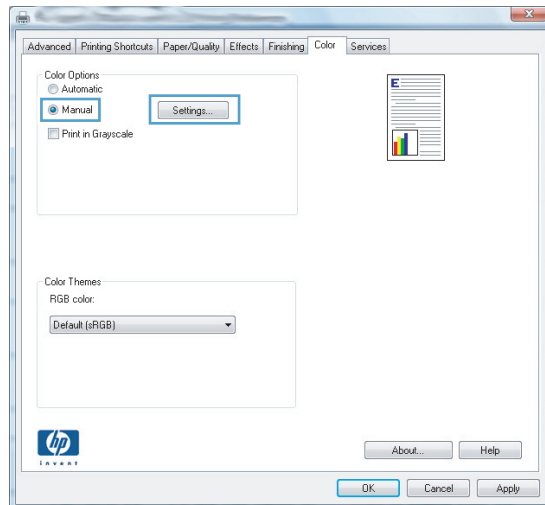 Advanced Printing Shortcuts Paper/Quality Effects Finishing Color Services
Color Options
Automatic
Manual Settings...
Print in Grayscale
E
Color Themes
RGB color:
Default (sRGB)
hp
invent
About... Help
OK Cancel Apply